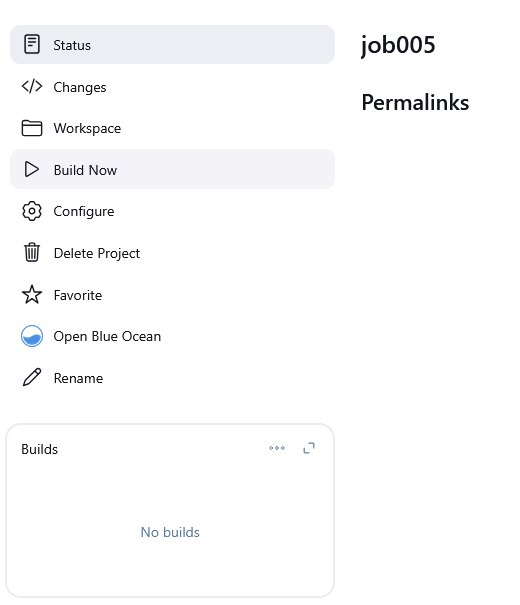 Status
Changes
Workspace
Build Now
Configure
Delete Project
Favorite
Open Blue Ocean
Rename
Builds
No builds
job005
Permalinks